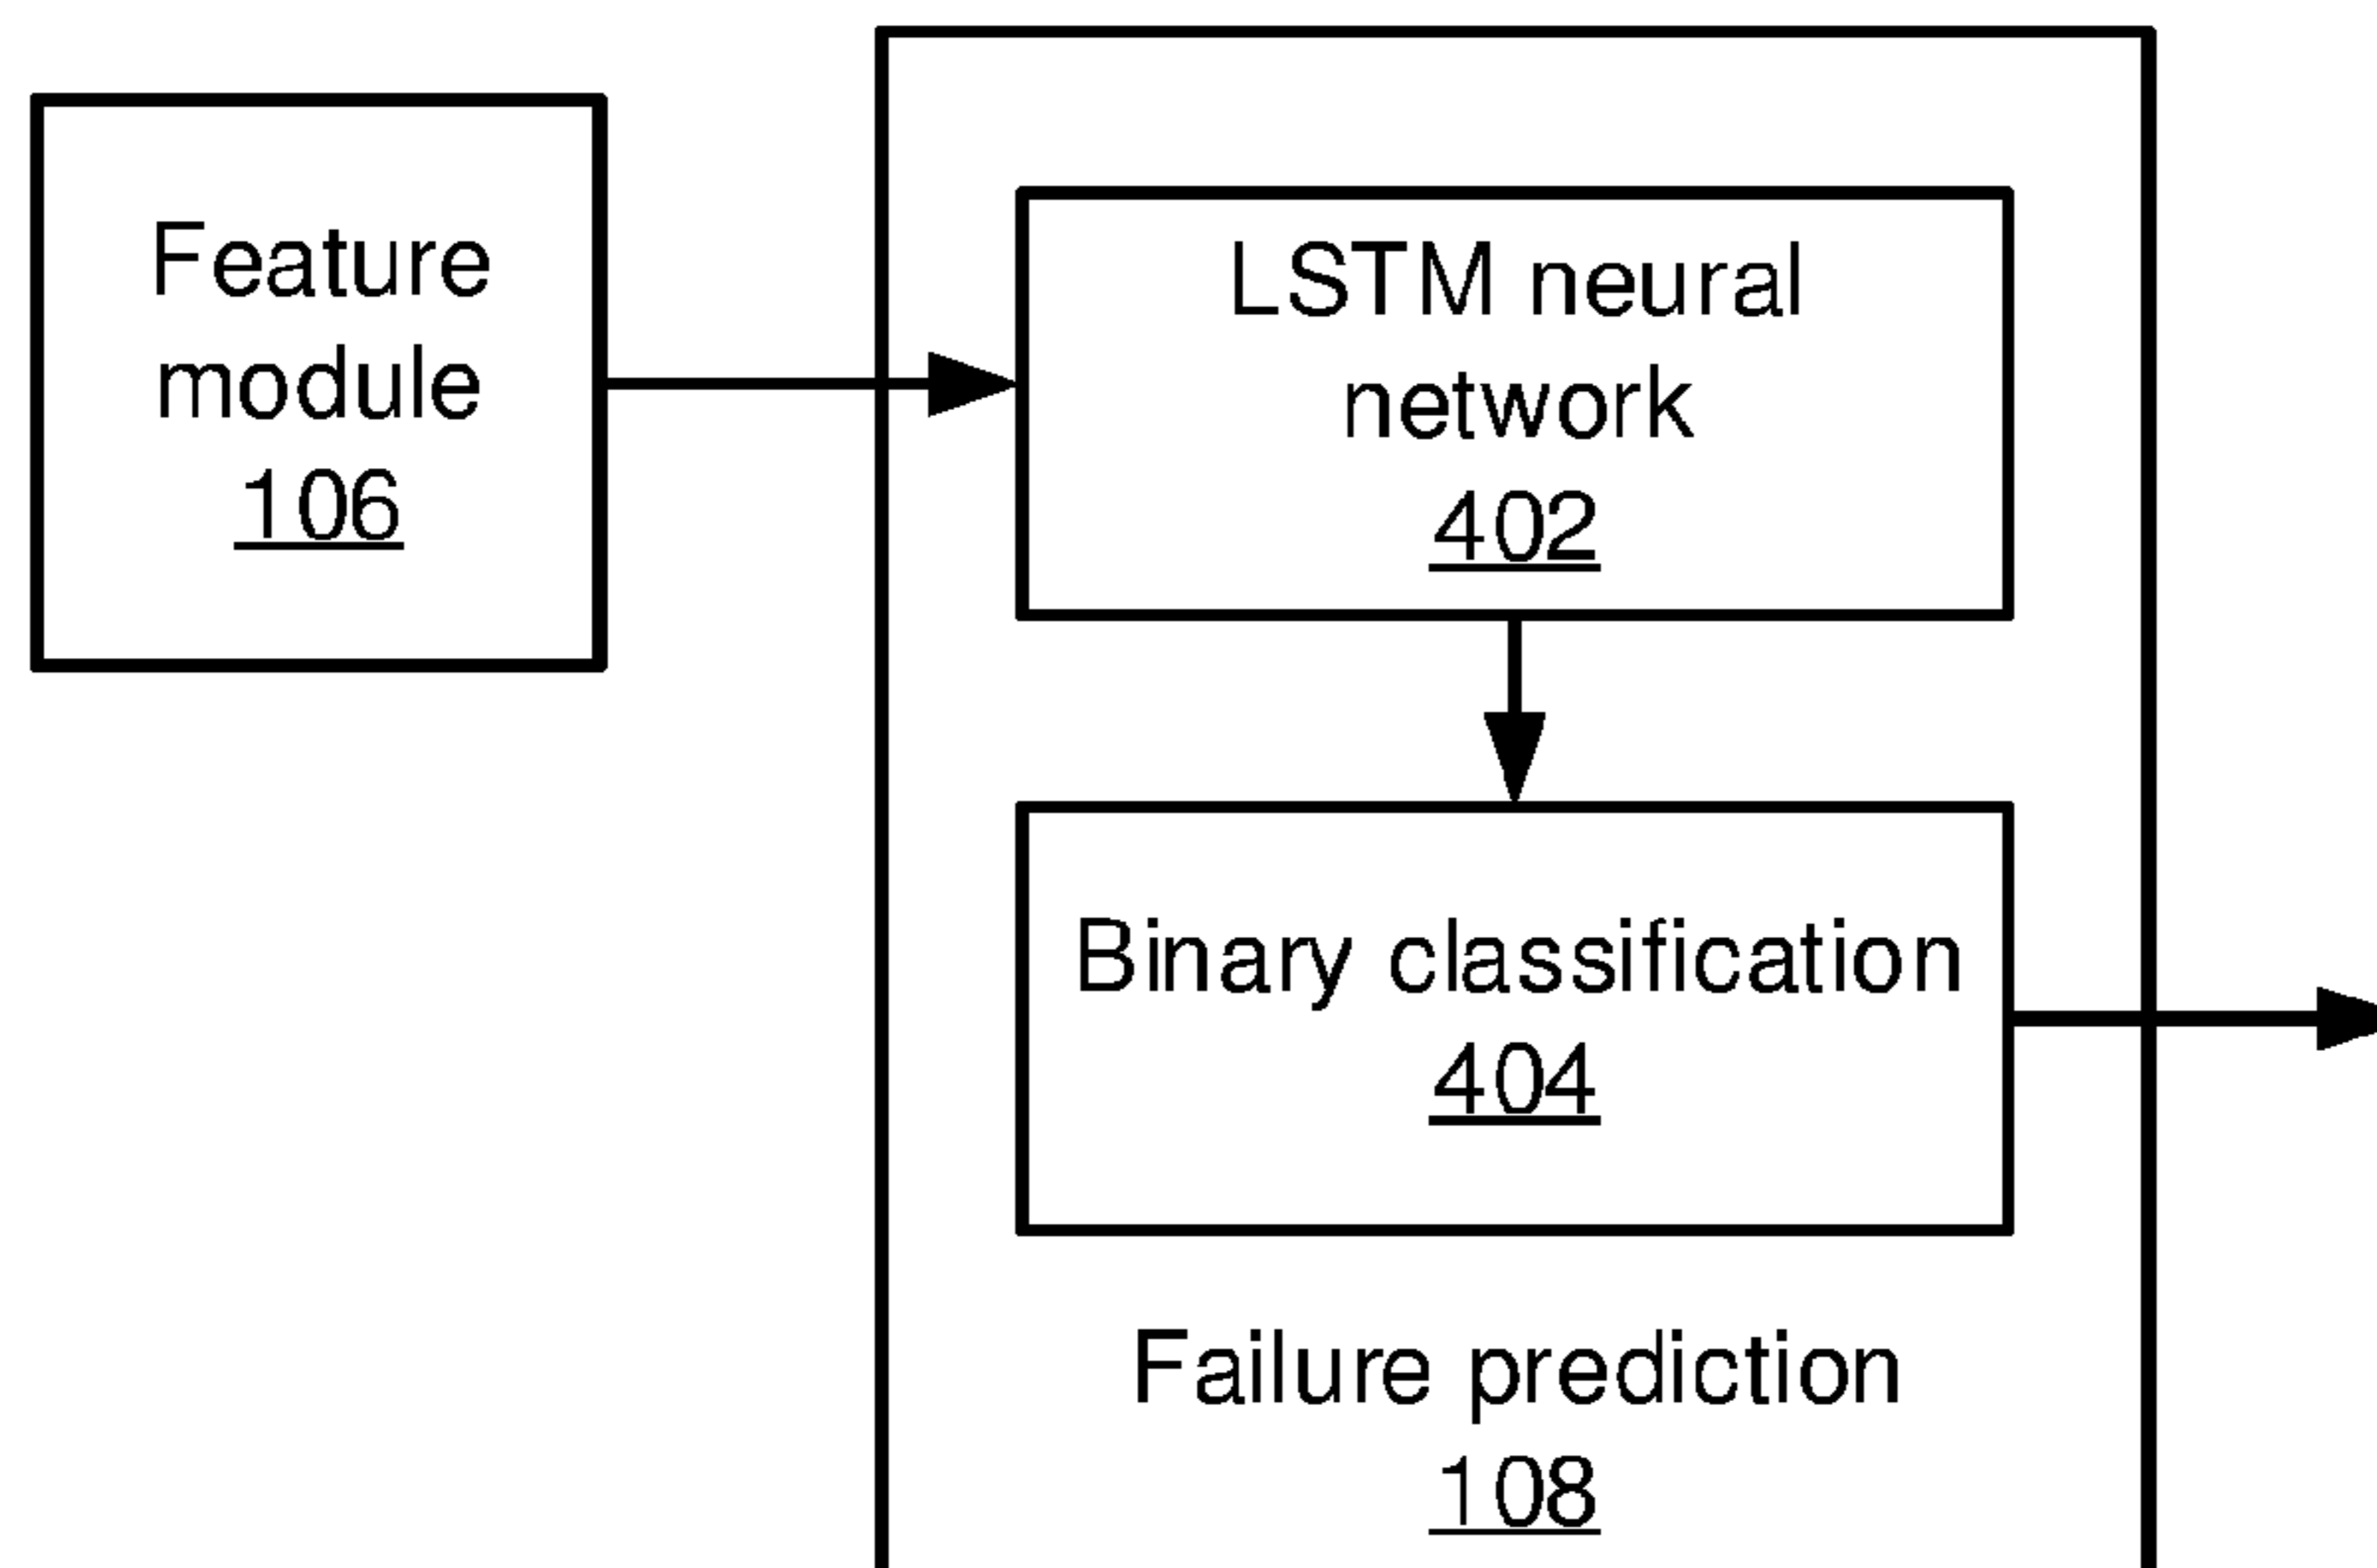 Feature
module
106
LSTM neural
network
402
Binary classification
404
Failure prediction
108